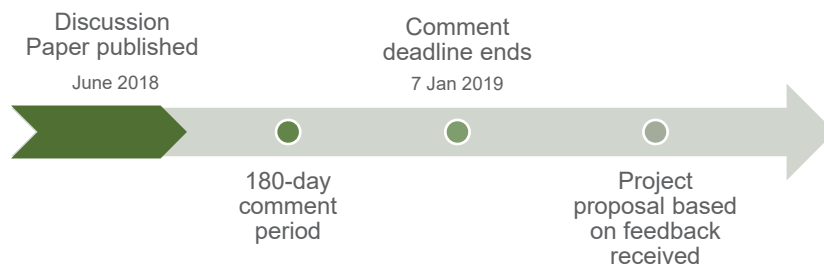 Discussion
Paper published
June 2018
Comment
deadline ends
7 Jan 2019
180-day
comment
period
Project
proposal based
on feedback
received